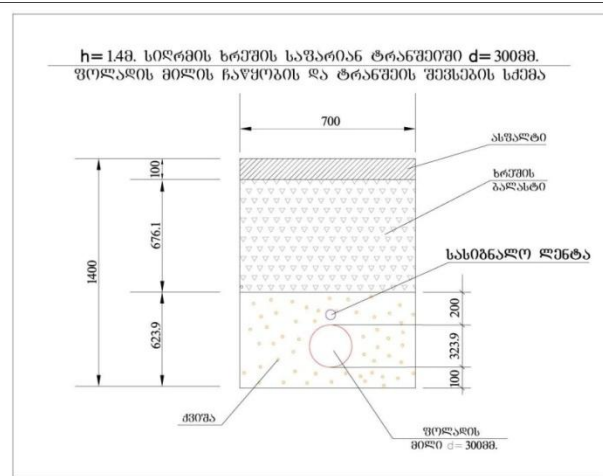 h= 1.4მ. სიღრმის ხრეშის საფარიან ტრანშეიში d= 300მმ.
ფოლადის მილის ჩაწყობის და ტრანშეის შევსების სქემა
700
ასფალტი
100
ხრეშის
ბალასტი
676.1
1400
სასიგნალო ლენტა
200
623.9
323.9
100
ქვიშა
ფოლადის
მილი d= 300მმ.